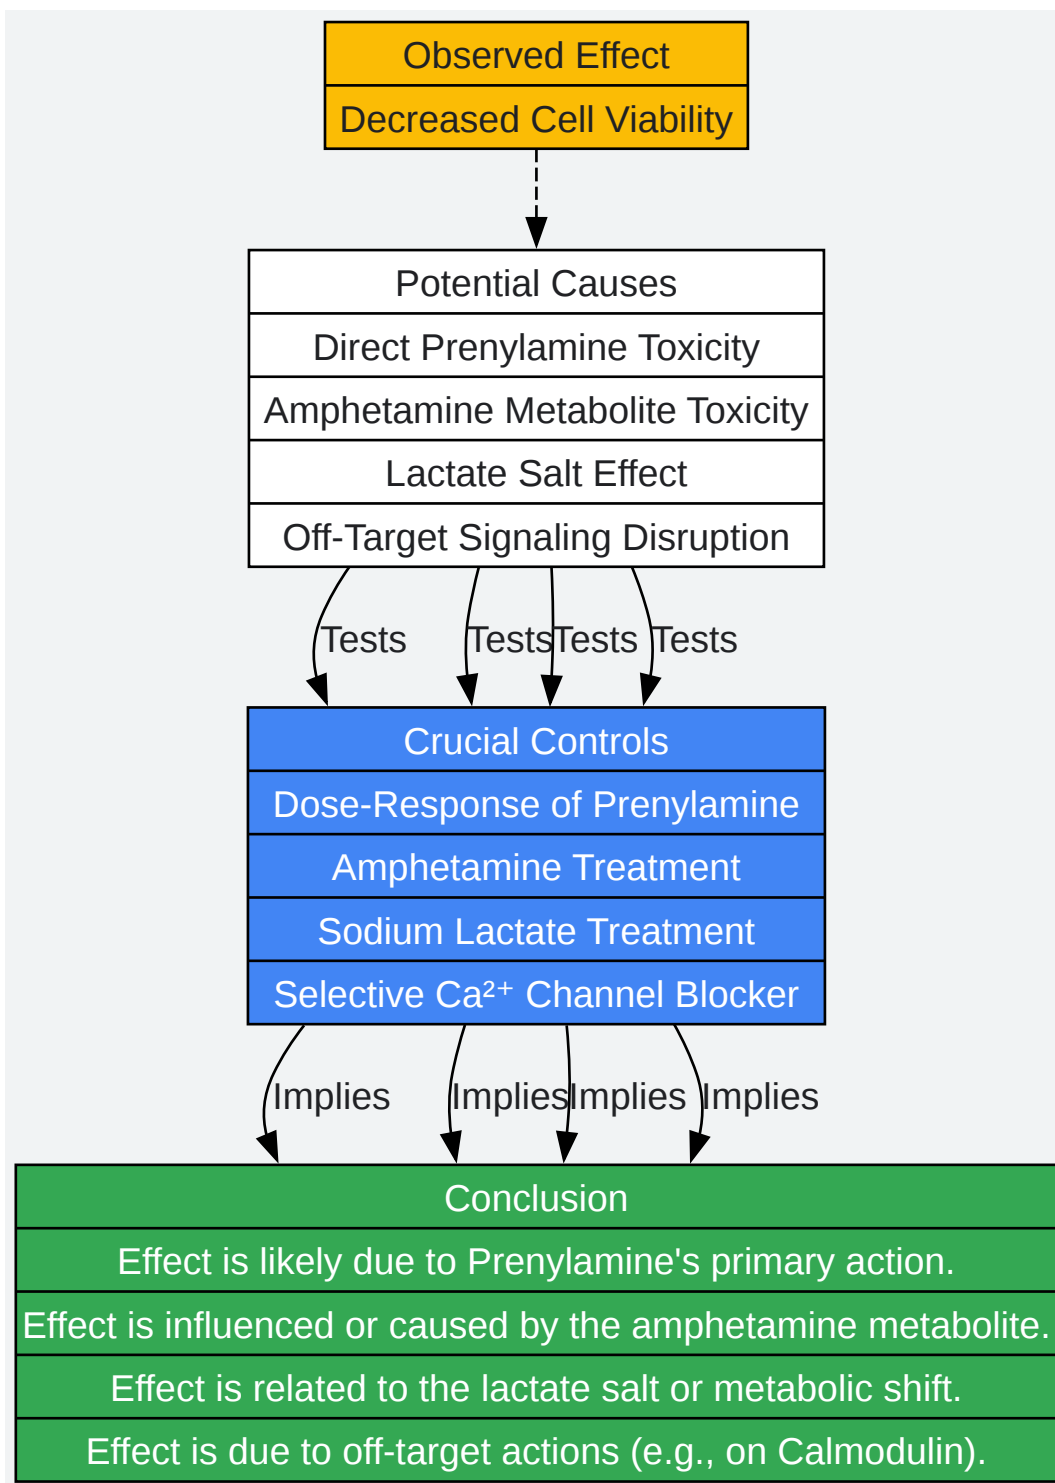 Observed Effect
Decreased Cell Viability
Potential Causes
Direct Prenylamine Toxicity
Amphetamine Metabolite Toxicity
Lactate Salt Effect
Off-Target Signaling Disruption
Tests Tests Tests Tests
Crucial Controls
Dose-Response of Prenylamine
Amphetamine Treatment
Sodium Lactate Treatment
Selective Ca²⁺ Channel Blocker
Implies Implies Implies Implies
Conclusion
Effect is likely due to Prenylamine's primary action.
Effect is influenced or caused by the amphetamine metabolite.
Effect is related to the lactate salt or metabolic shift.
Effect is due to off-target actions (e.g., on Calmodulin).